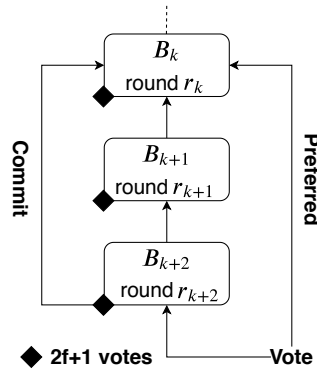 B_k
round r_k
B_{k+1}
round r_{k+1}
B_{k+2}
round r_{k+2}
Commit
Preferred
◆ 2f+1 votes
Vote